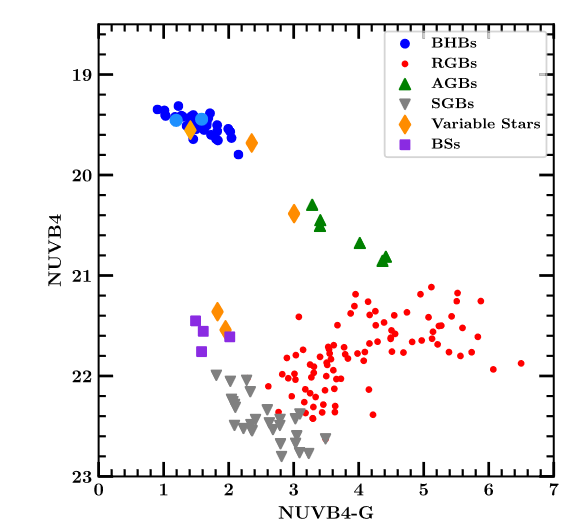 BHBs
RGBs
AGBs
SGBs
Variable Stars
BSs
19
20
21
22
23
NUVB4
0 1 2 3 4 5 6 7
NUVB4-G